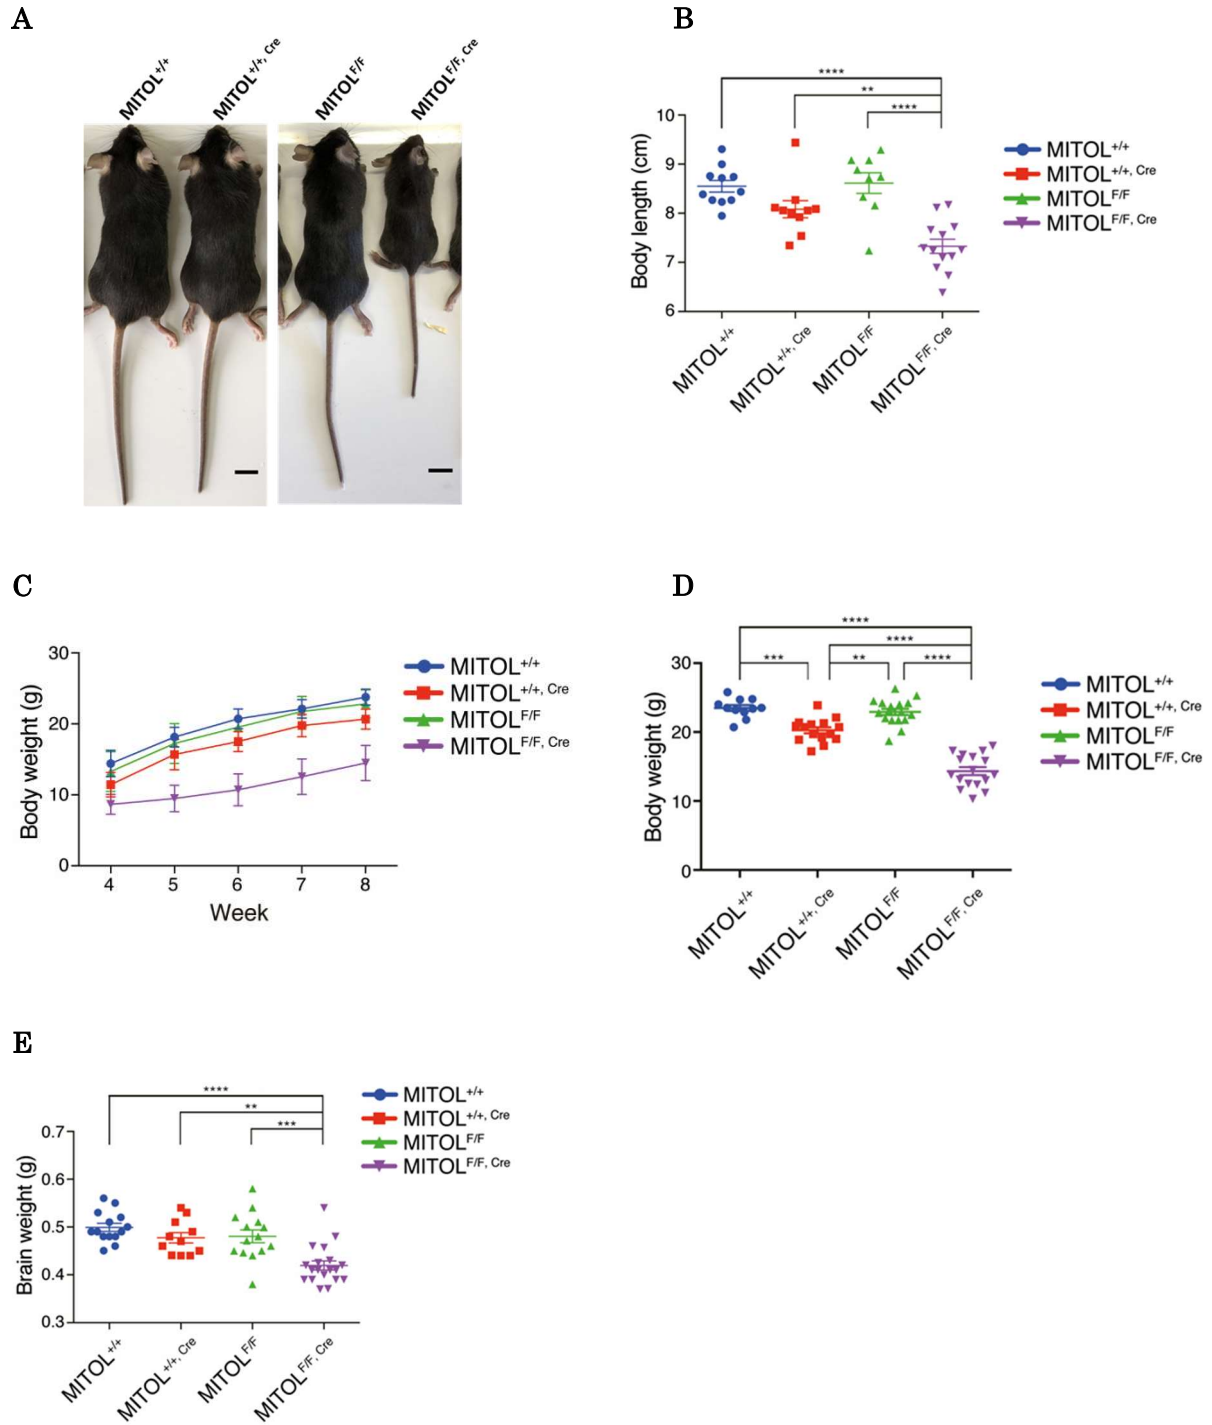 A
MITOL+/+
MITOL+/+, Cre
MITOLF/F
MITOLF/F, Cre
B
****
**
****
10
9
8
7
6
Body length (cm)
MITOL+/+
MITOL+/+, Cre
MITOLF/F
MITOLF/F, Cre
MITOL+/+
MITOL+/+, Cre
MITOLF/F
MITOLF/F, Cre
C
30
20
10
0
Body weight (g)
4 5 6 7 8
Week
MITOL+/+
MITOL+/+, Cre
MITOLF/F
MITOLF/F, Cre
D
****
****
*** ** ****
30
20
10
0
Body weight (g)
MITOL+/+
MITOL+/+, Cre
MITOLF/F
MITOLF/F, Cre
MITOL+/+
MITOL+/+, Cre
MITOLF/F
MITOLF/F, Cre
E
****
**
***
0.7
0.6
0.5
0.4
0.3
Brain weight (g)
MITOL+/+
MITOL+/+, Cre
MITOLF/F
MITOLF/F, Cre
MITOL+/+
MITOL+/+, Cre
MITOLF/F
MITOLF/F, Cre